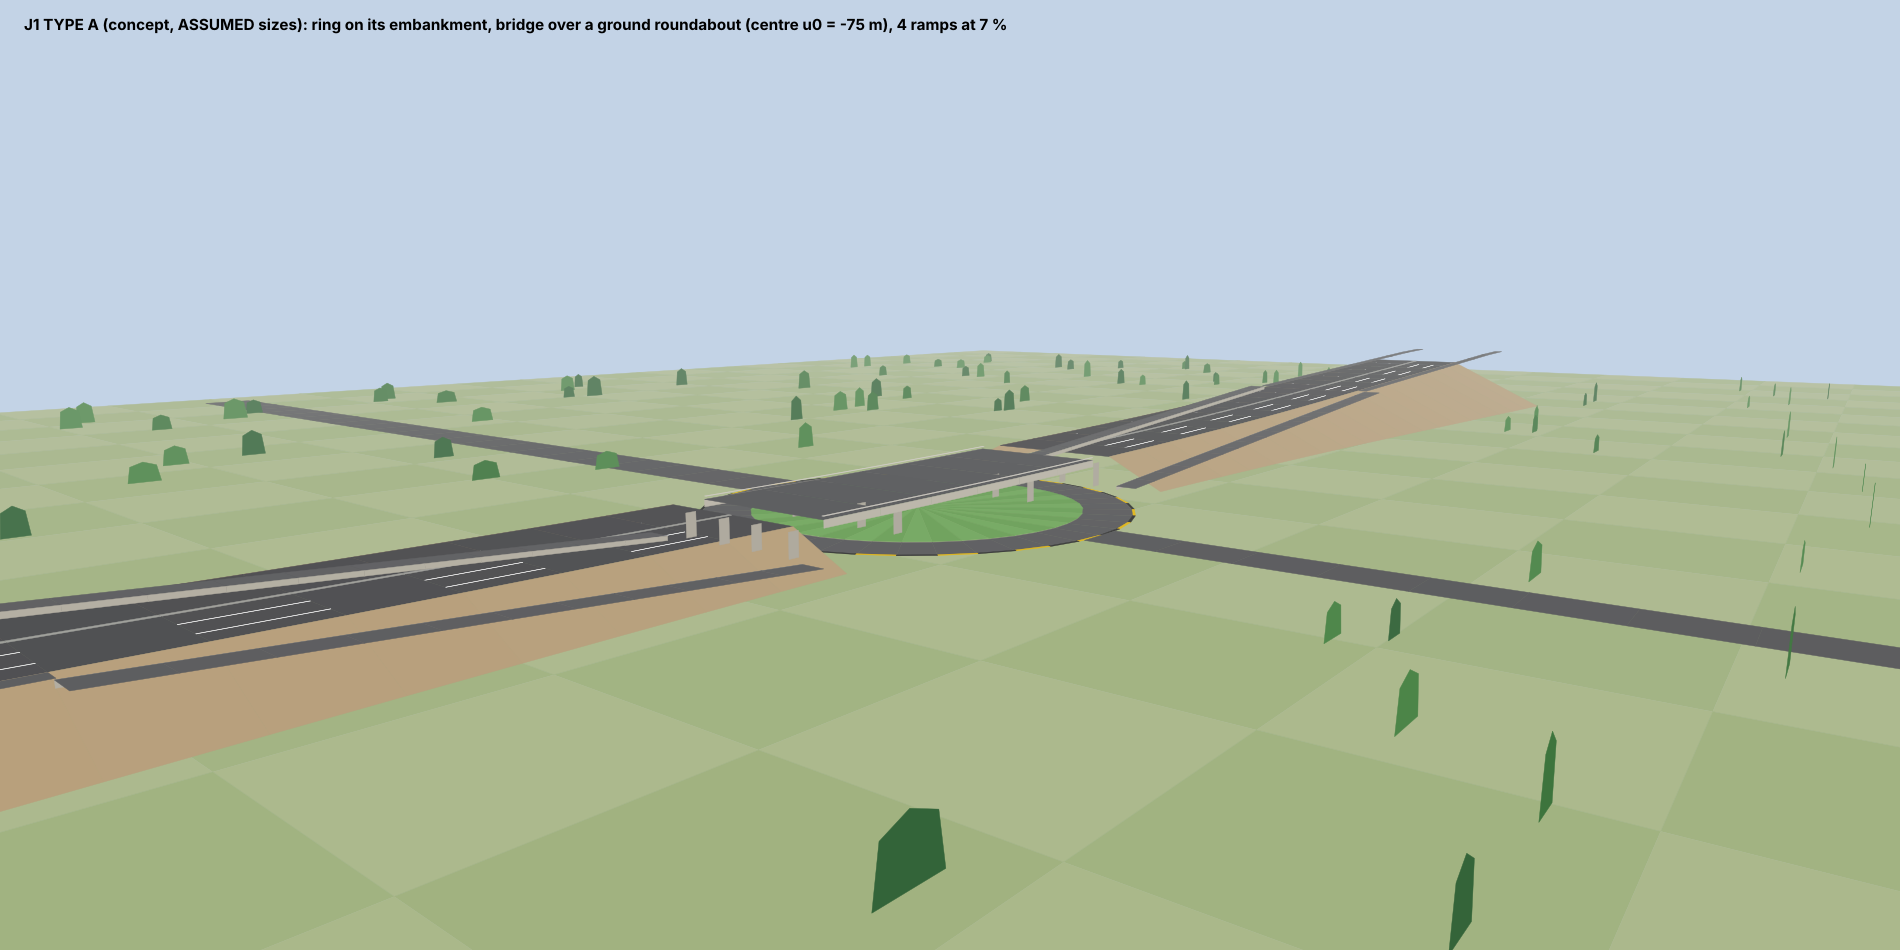 J1 TYPE A (concept, ASSUMED sizes): ring on its embankment, bridge over a ground roundabout (centre u0 = -75 m), 4 ramps at 7 %